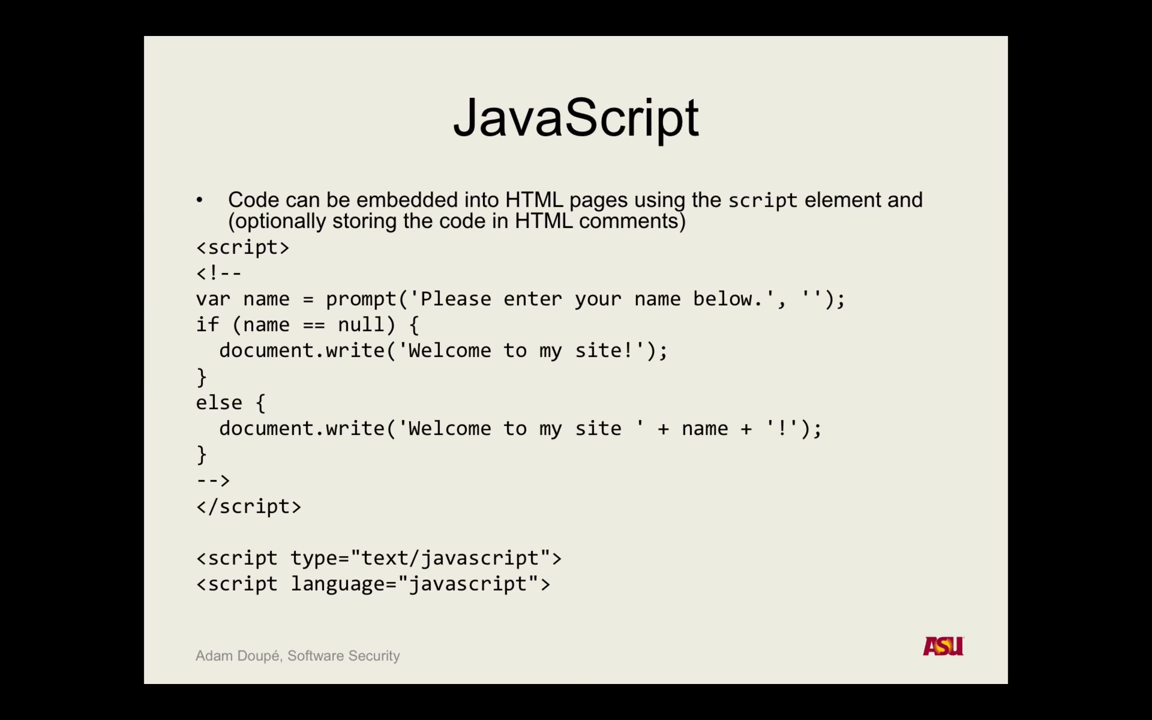 JavaScript
• Code can be embedded into HTML pages using the script element and
(optionally storing the code in HTML comments)
<script>
<!--
var name = prompt('Please enter your name below.', '');
if (name == null) {
  document.write('Welcome to my site!');
}
else {
  document.write('Welcome to my site ' + name + '!');
}
-->
</script>
<script type="text/javascript">
<script language="javascript">
Adam Doupé, Software Security
ASU